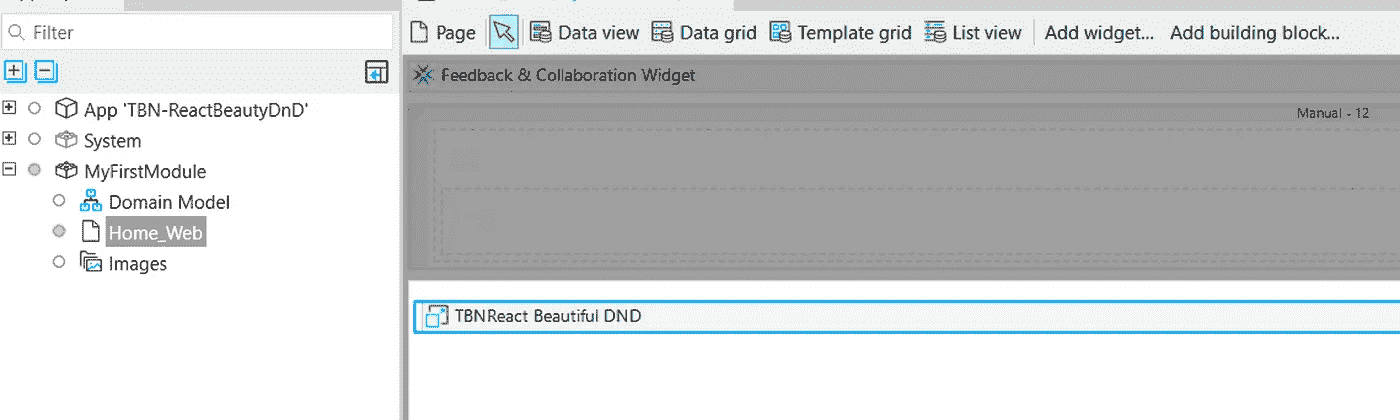 Filter
Page Data view Data grid Template grid List view Add widget... Add building block...
Feedback & Collaboration Widget
Manual - 12
App 'TBN-ReactBeautyDnD'
System
MyFirstModule
Domain Model
Home_Web
Images
TBNReact Beautiful DND